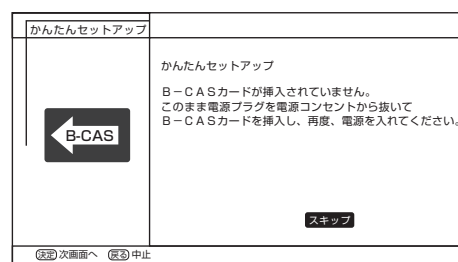 かんたんセットアップ
かんたんセットアップ
B－CASカードが挿入されていません。
このまま電源プラグを電源コンセントから抜いて
B－CASカードを挿入し、再度、電源を入れてください。
B-CAS
スキップ
決定 次画面へ 戻る 中止